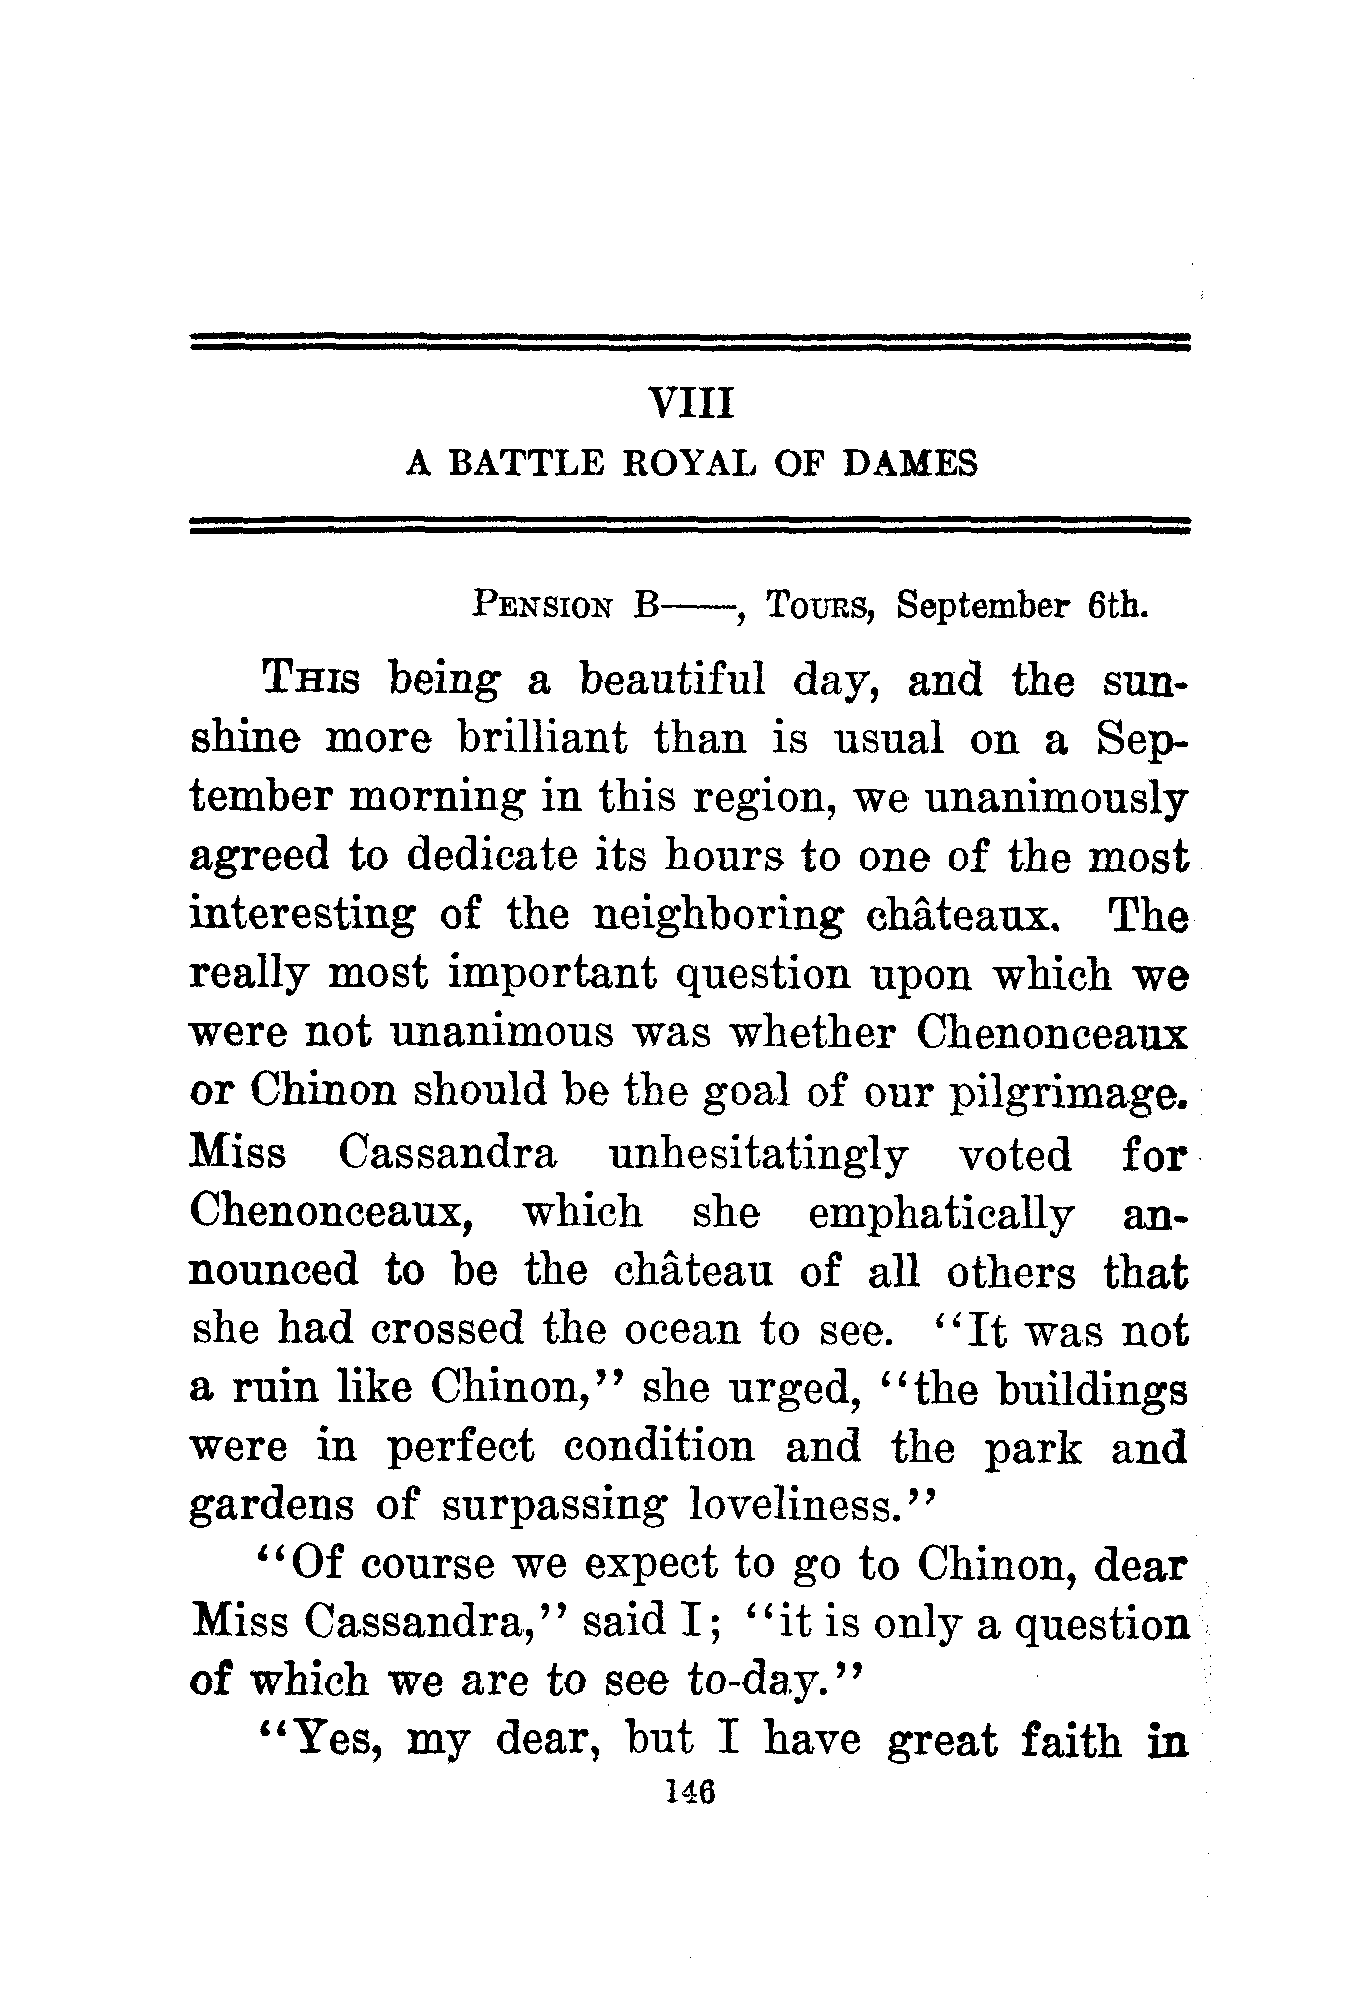 VIII
A BATTLE ROYAL OF DAMES
PENSION B——, TOURS, September 6th.
THIS being a beautiful day, and the sun-
shine more brilliant than is usual on a Sep-
tember morning in this region, we unanimously
agreed to dedicate its hours to one of the most
interesting of the neighboring châteaux. The
really most important question upon which we
were not unanimous was whether Chenonceaux
or Chinon should be the goal of our pilgrimage.
Miss Cassandra unhesitatingly voted for
Chenonceaux, which she emphatically an-
nounced to be the château of all others that
she had crossed the ocean to see. "It was not
a ruin like Chinon," she urged, "the buildings
were in perfect condition and the park and
gardens of surpassing loveliness."
"Of course we expect to go to Chinon, dear
Miss Cassandra," said I; "it is only a question
of which we are to see to-day."
"Yes, my dear, but I have great faith in
146